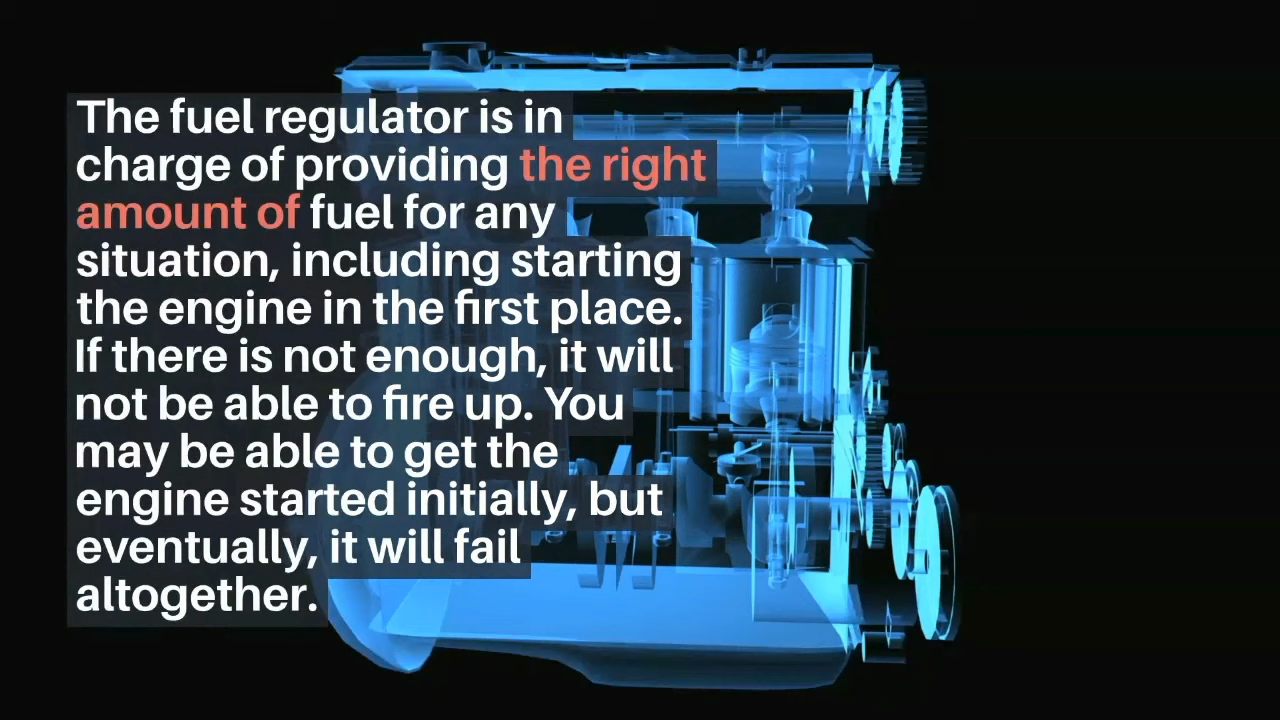 The fuel regulator is in
charge of providing the right
amount of fuel for any
situation, including starting
the engine in the first place.
If there is not enough, it will
not be able to fire up. You
may be able to get the
engine started initially, but
eventually, it will fail
altogether.